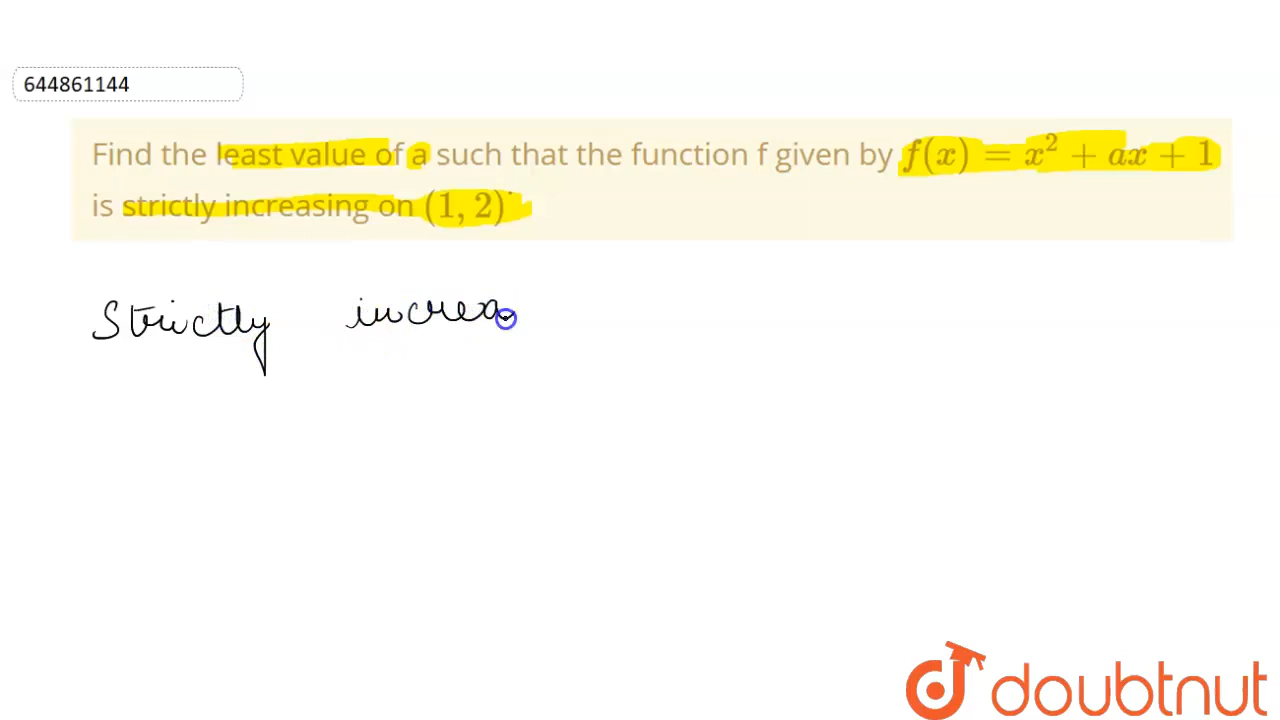 644861144
Find the least value of a such that the function f given by f(x) = x² + ax + 1
is strictly increasing on (1, 2)˙
Strictly increa
doubtnut